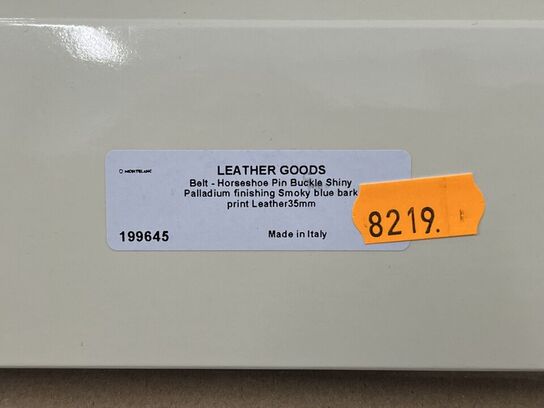 MONTBLANC
LEATHER GOODS
Belt - Horseshoe Pin Buckle Shiny
Palladium finishing Smoky blue bark
print Leather35mm
199645
Made in Italy
8219.